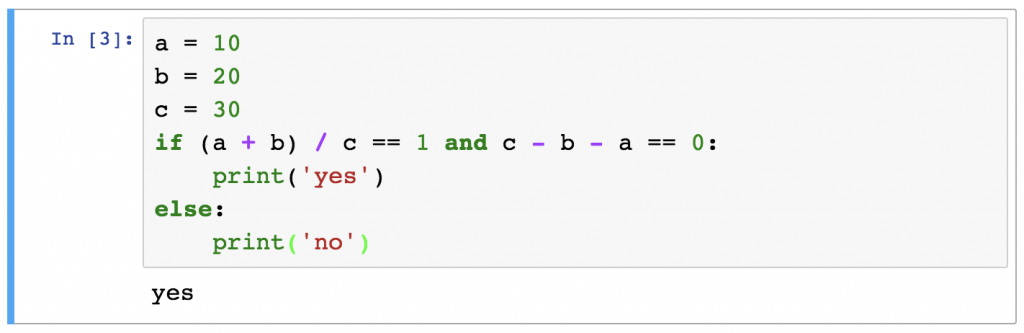 In [3]:
a = 10
b = 20
c = 30
if (a + b) / c == 1 and c - b - a == 0:
    print('yes')
else:
    print('no')
yes